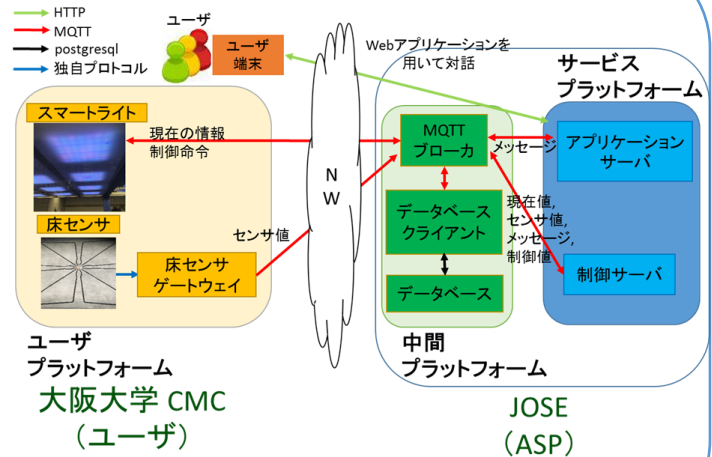 HTTP
MQTT
postgresql
独自プロトコル
ユーザ
ユーザ
端末
Webアプリケーションを
用いて対話
サービス
プラットフォーム
スマートライト
現在の情報
制御命令
N
W
MQTT
ブローカ
メッセージ
アプリケーション
サーバ
床センサ
センサ値
床センサ
ゲートウェイ
データベース
クライアント
現在値,
センサ値,
メッセージ,
制御値
制御サーバ
データベース
ユーザ
プラットフォーム
中間
プラットフォーム
大阪大学 CMC
（ユーザ）
JOSE
（ASP）